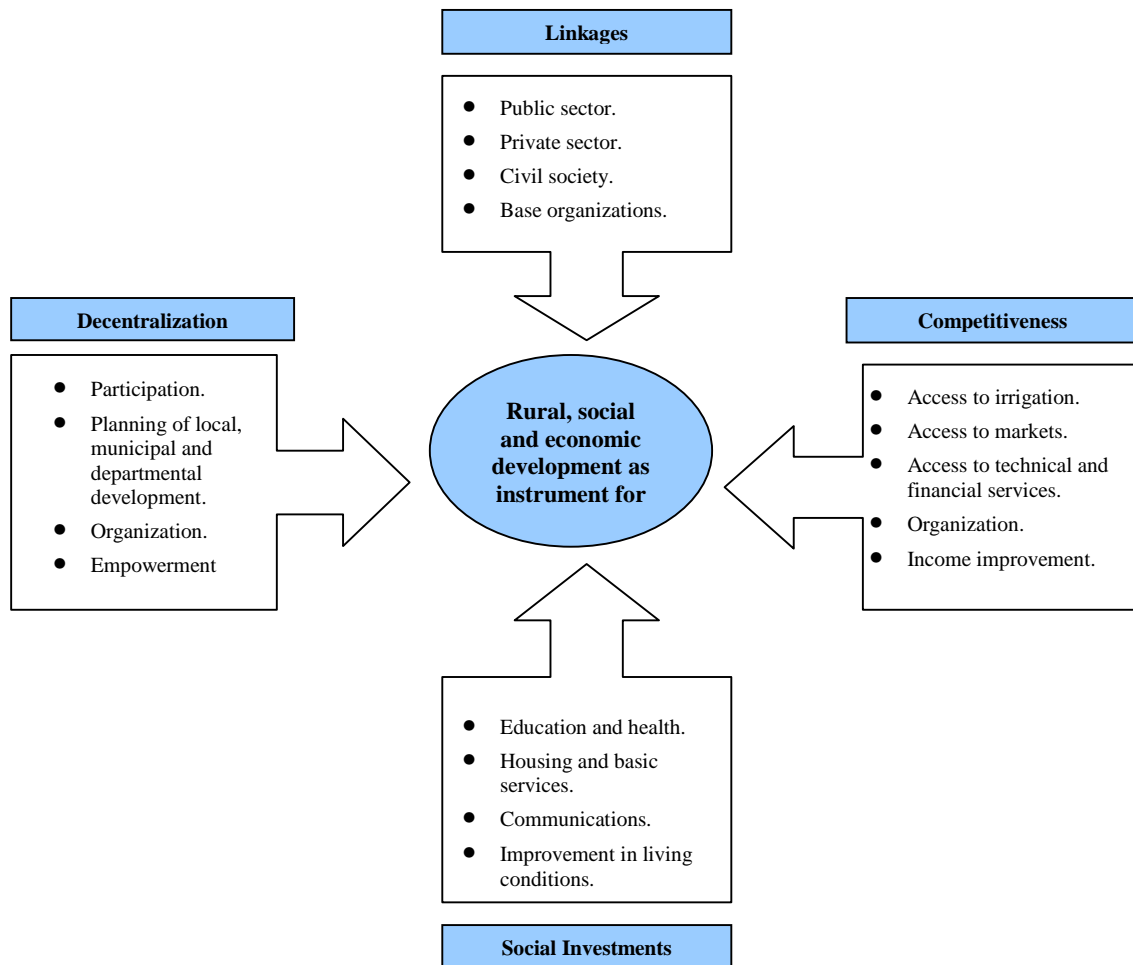 Linkages
● Public sector.
● Private sector.
● Civil society.
● Base organizations.
Decentralization
● Participation.
● Planning of local,
municipal and
departmental
development.
● Organization.
● Empowerment
Rural, social
and economic
development as
instrument for
Competitiveness
● Access to irrigation.
● Access to markets.
● Access to technical and
financial services.
● Organization.
● Income improvement.
● Education and health.
● Housing and basic
services.
● Communications.
● Improvement in living
conditions.
Social Investments